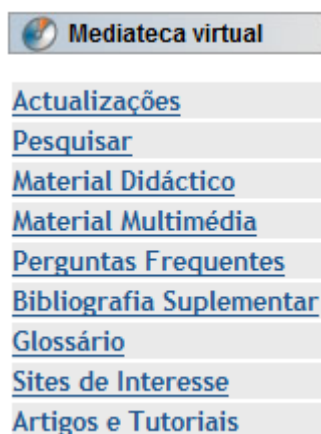 Mediateca virtual
Actualizações
Pesquisar
Material Didáctico
Material Multimédia
Perguntas Frequentes
Bibliografia Suplementar
Glossário
Sites de Interesse
Artigos e Tutoriais